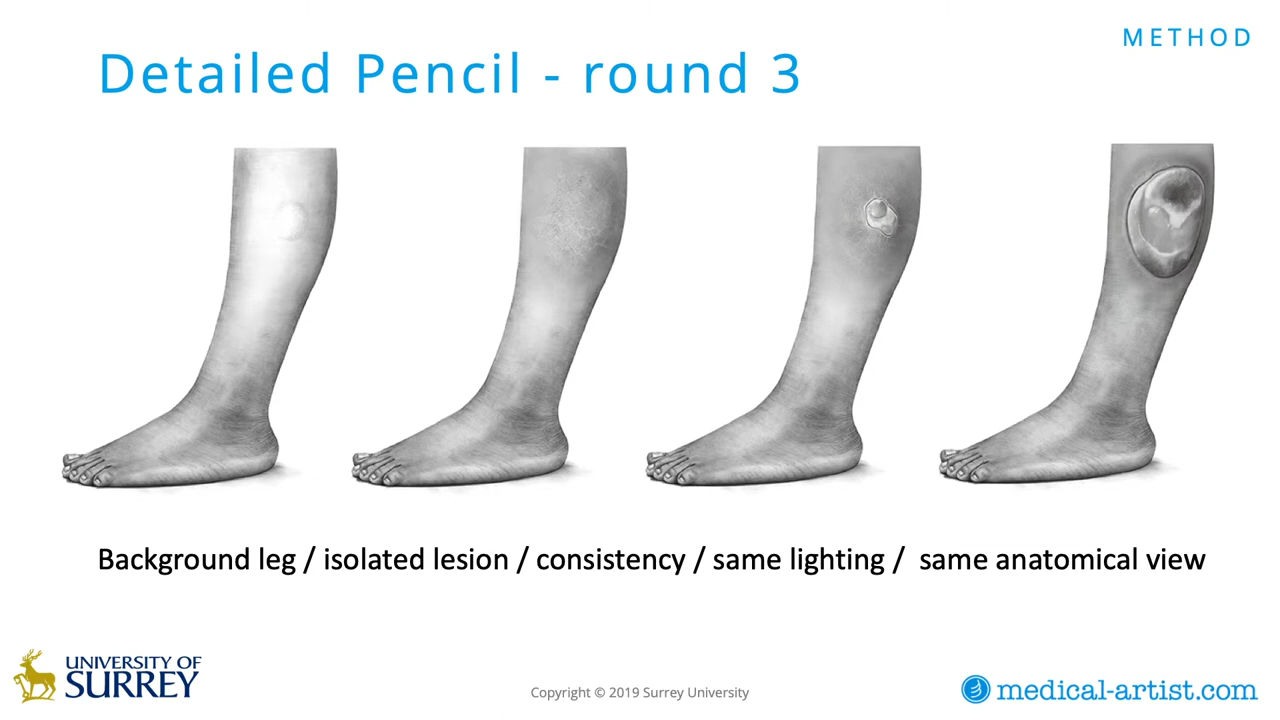 METHOD
Detailed Pencil - round 3
Background leg / isolated lesion / consistency / same lighting /  same anatomical view
UNIVERSITY OF
SURREY
Copyright © 2019 Surrey University
medical-artist.com